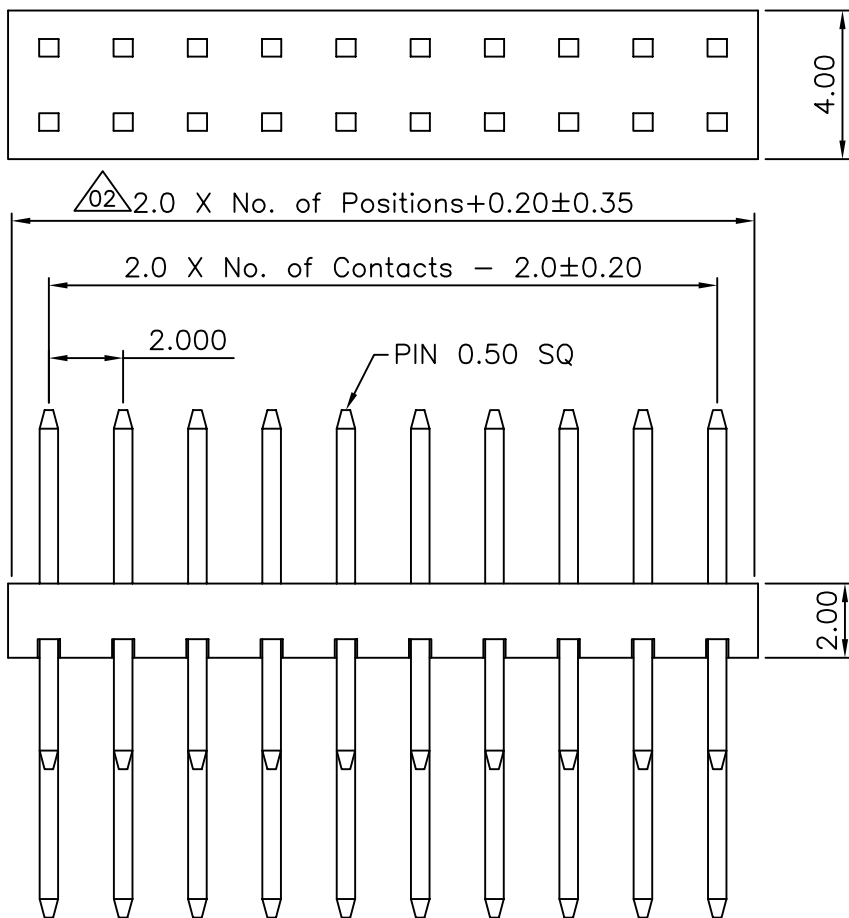 4.00
02
2.0 X No. of Positions+0.20±0.35
2.0 X No. of Contacts - 2.0±0.20
2.000
PIN 0.50 SQ
2.00